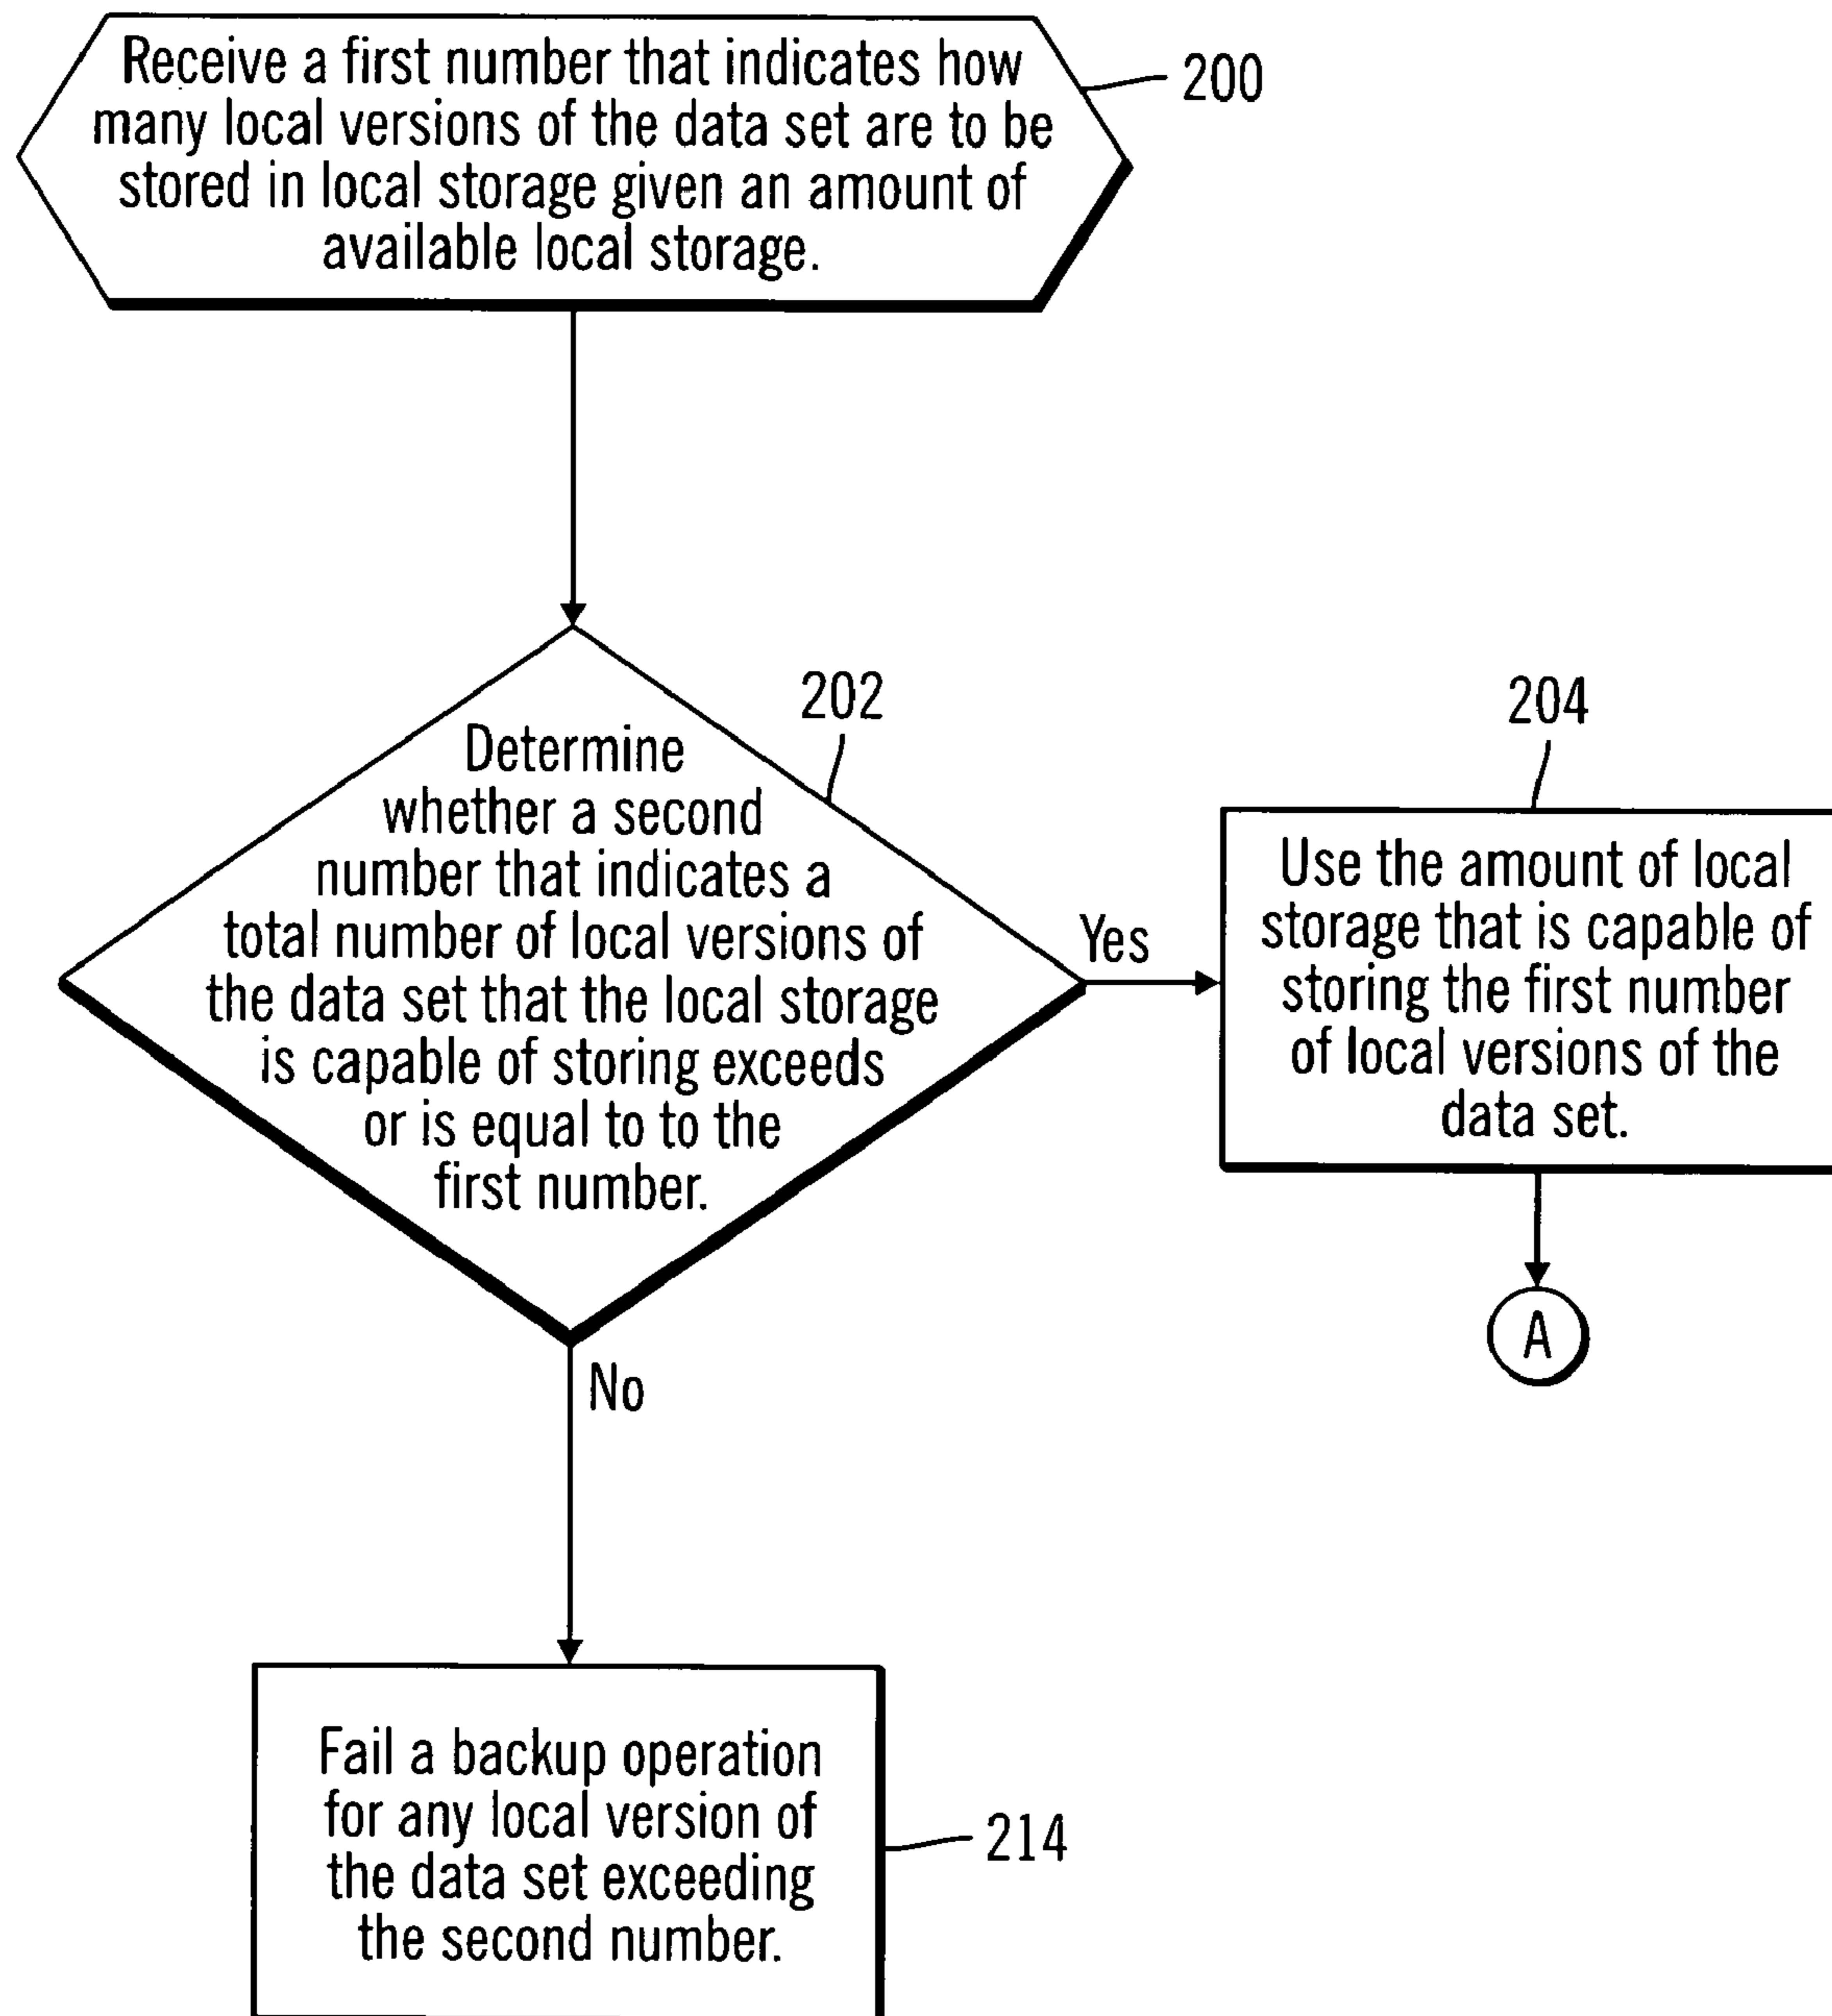 Receive a first number that indicates how
many local versions of the data set are to be
stored in local storage given an amount of
available local storage.
200
202
Determine
whether a second
number that indicates a
total number of local versions of
the data set that the local storage
is capable of storing exceeds
or is equal to to the
first number.
Yes
204
Use the amount of local
storage that is capable of
storing the first number
of local versions of the
data set.
A
No
Fail a backup operation
for any local version of
the data set exceeding
the second number.
214